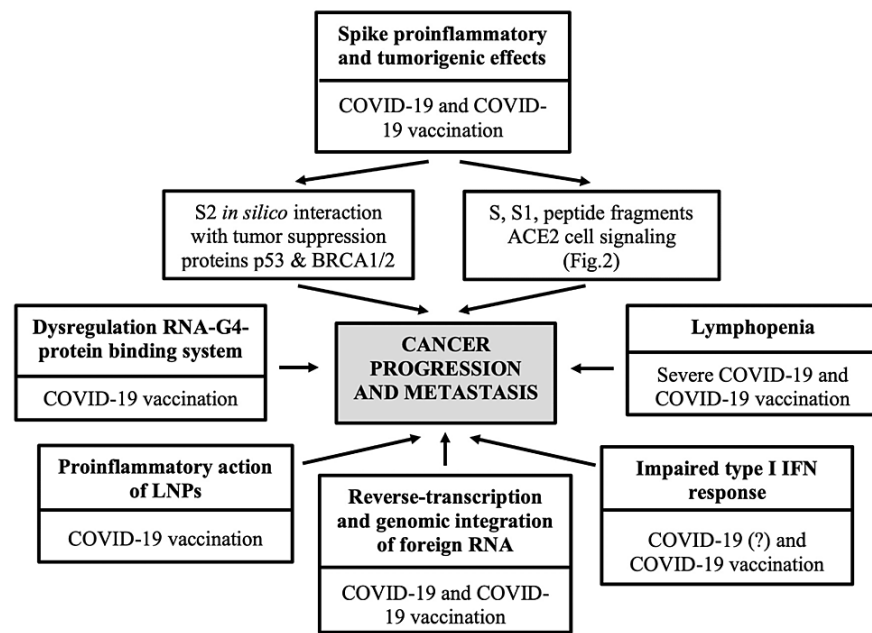 Spike proinflammatory
and tumorigenic effects
COVID-19 and COVID-
19 vaccination
S2 in silico interaction
with tumor suppression
proteins p53 & BRCA1/2
S, S1, peptide fragments
ACE2 cell signaling
(Fig.2)
Dysregulation RNA-G4-
protein binding system
COVID-19 vaccination
CANCER
PROGRESSION
AND METASTASIS
Lymphopenia
Severe COVID-19 and
COVID-19 vaccination
Proinflammatory action
of LNPs
COVID-19 vaccination
Reverse-transcription
and genomic integration
of foreign RNA
COVID-19 and COVID-
19 vaccination
Impaired type I IFN
response
COVID-19 (?) and
COVID-19 vaccination